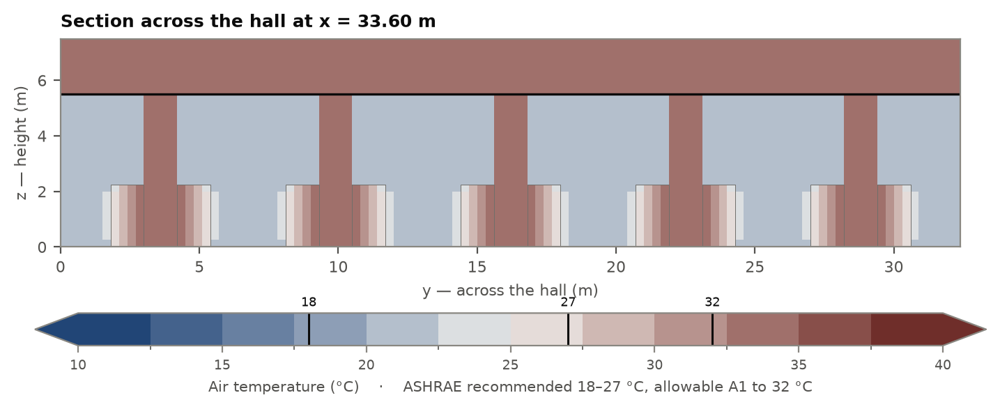 Section across the hall at x = 33.60 m
z — height (m)
6
4
2
0
0 5 10 15 20 25 30
y — across the hall (m)
18 27 32
10 15 20 25 30 35 40
Air temperature (°C) · ASHRAE recommended 18–27 °C, allowable A1 to 32 °C